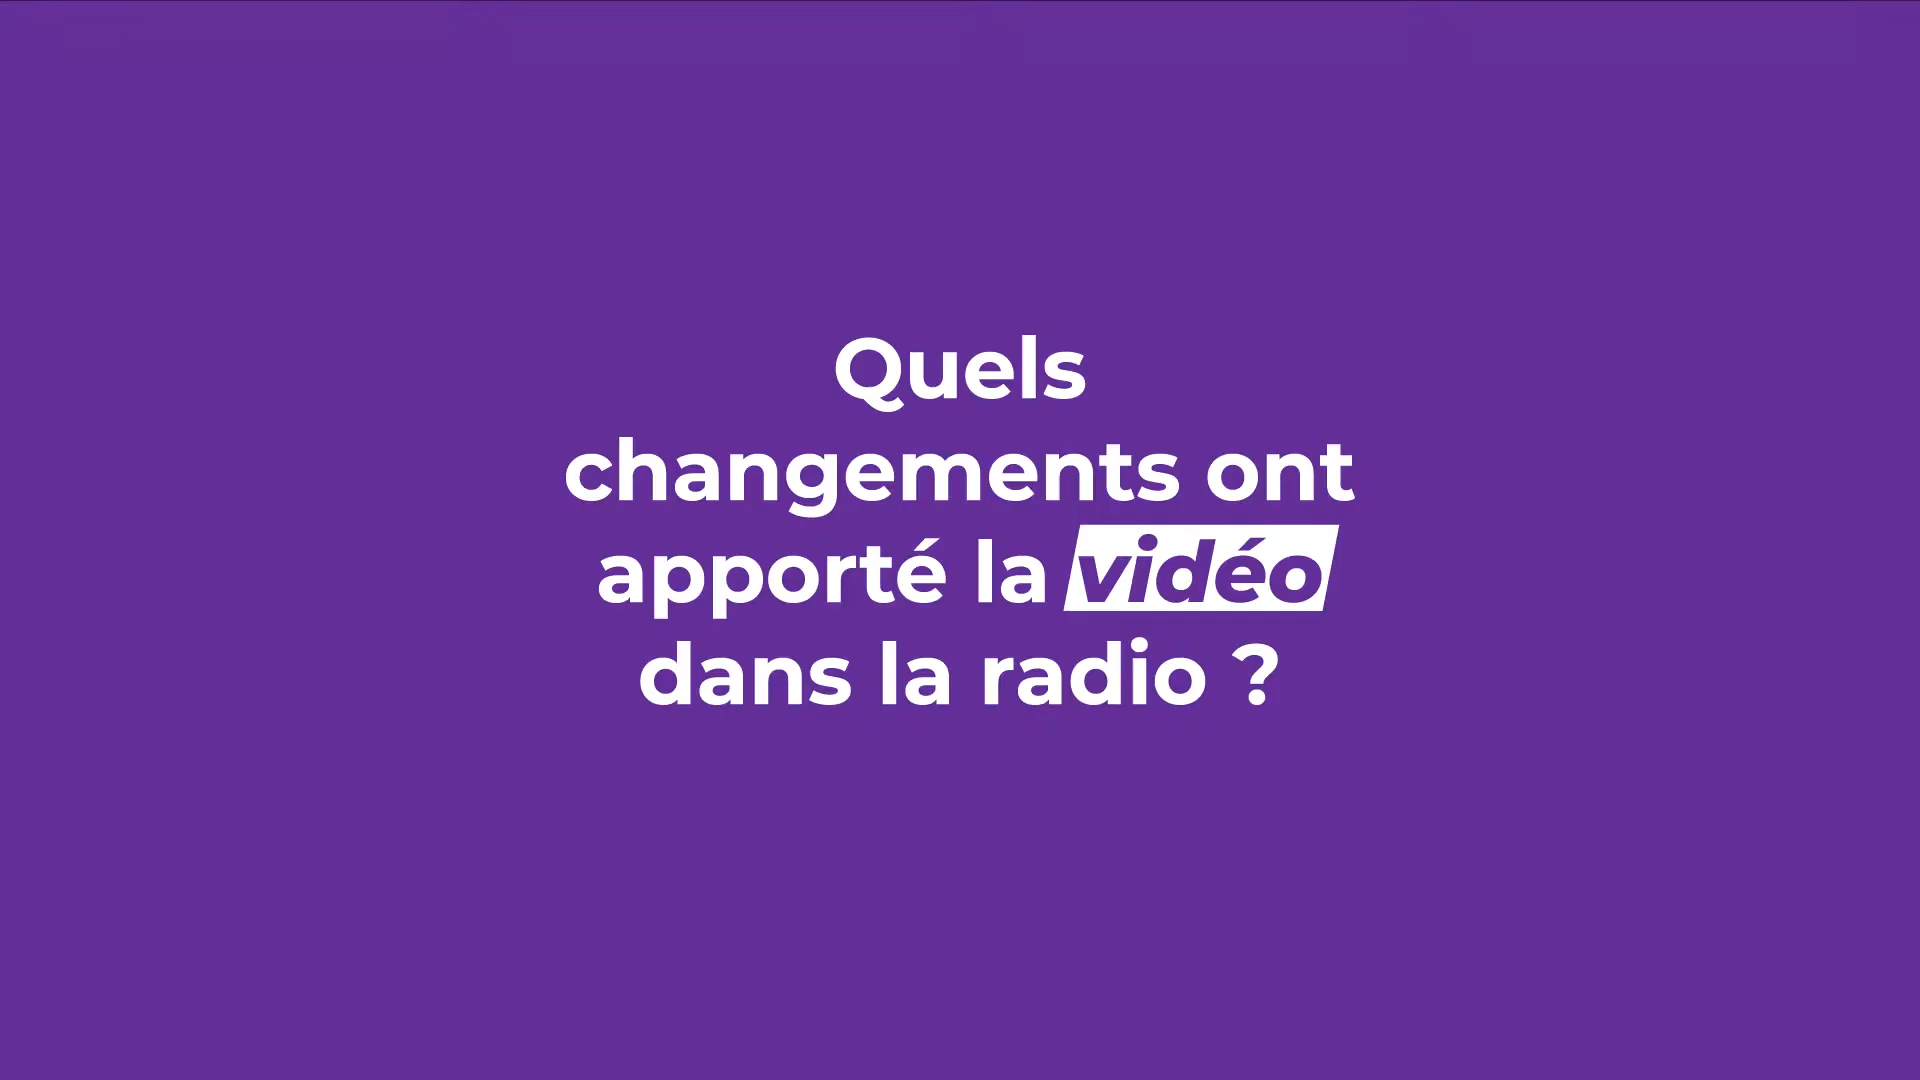 Quels
changements ont
apporté la vidéo
dans la radio ?